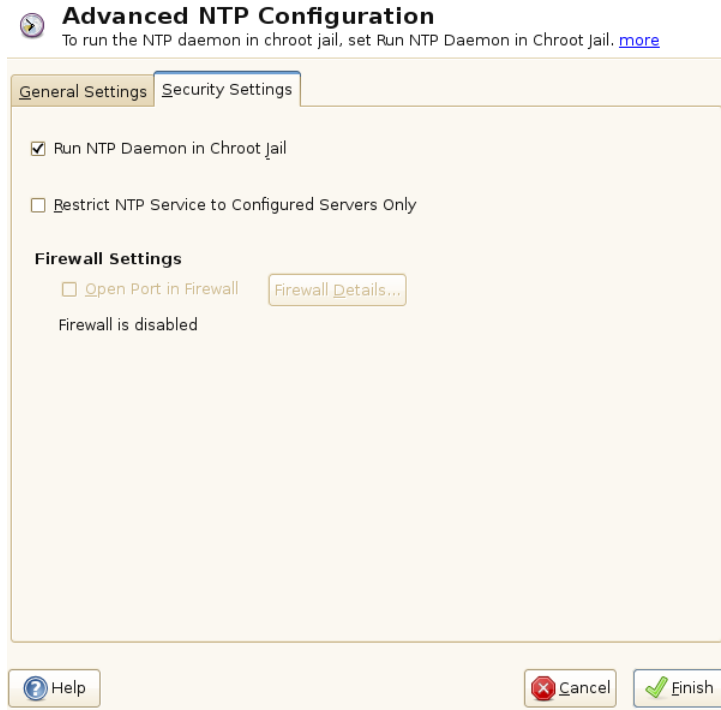 Advanced NTP Configuration
To run the NTP daemon in chroot jail, set Run NTP Daemon in Chroot Jail. more
General Settings
Security Settings
Run NTP Daemon in Chroot Jail
Restrict NTP Service to Configured Servers Only
Firewall Settings
Open Port in Firewall
Firewall Details...
Firewall is disabled
Help
Cancel
Finish